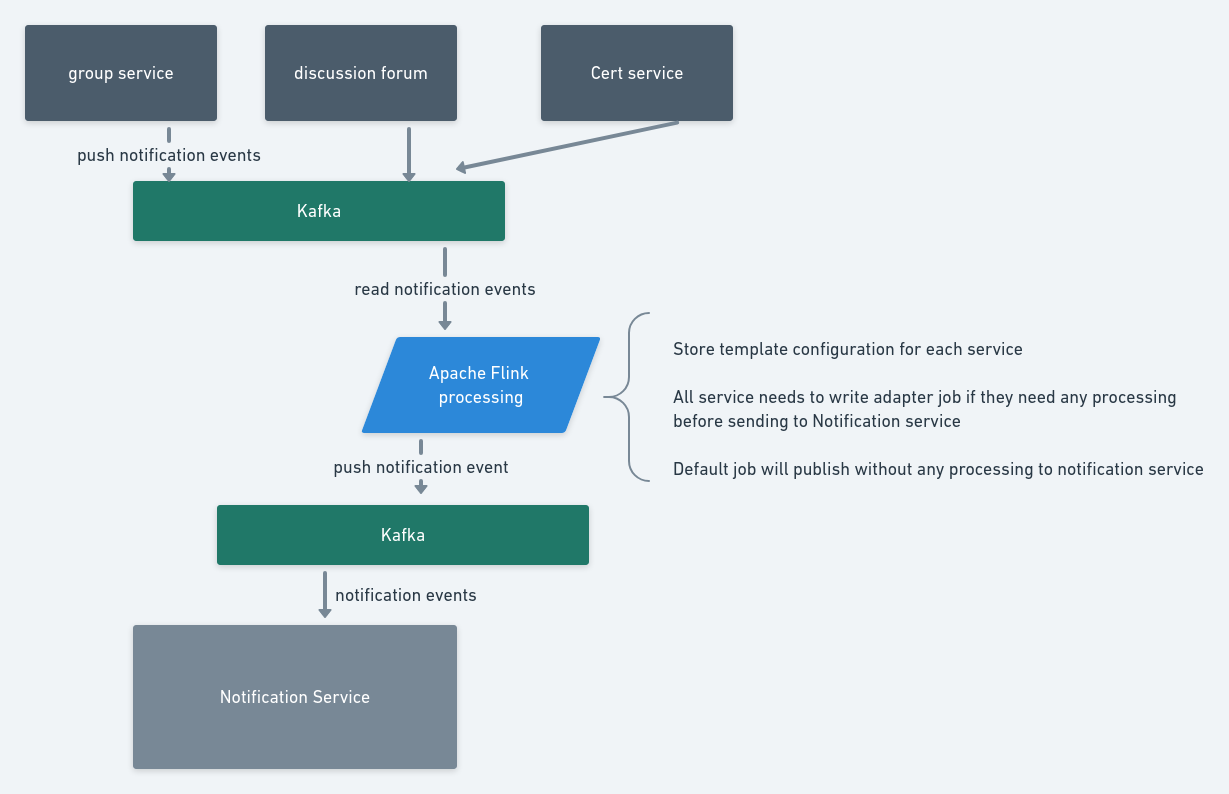 group service
discussion forum
Cert service
push notification events
Kafka
read notification events
Apache Flink
processing
Store template configuration for each service
All service needs to write adapter job if they need any processing
before sending to Notification service
Default job will publish without any processing to notification service
push notification event
Kafka
notification events
Notification Service